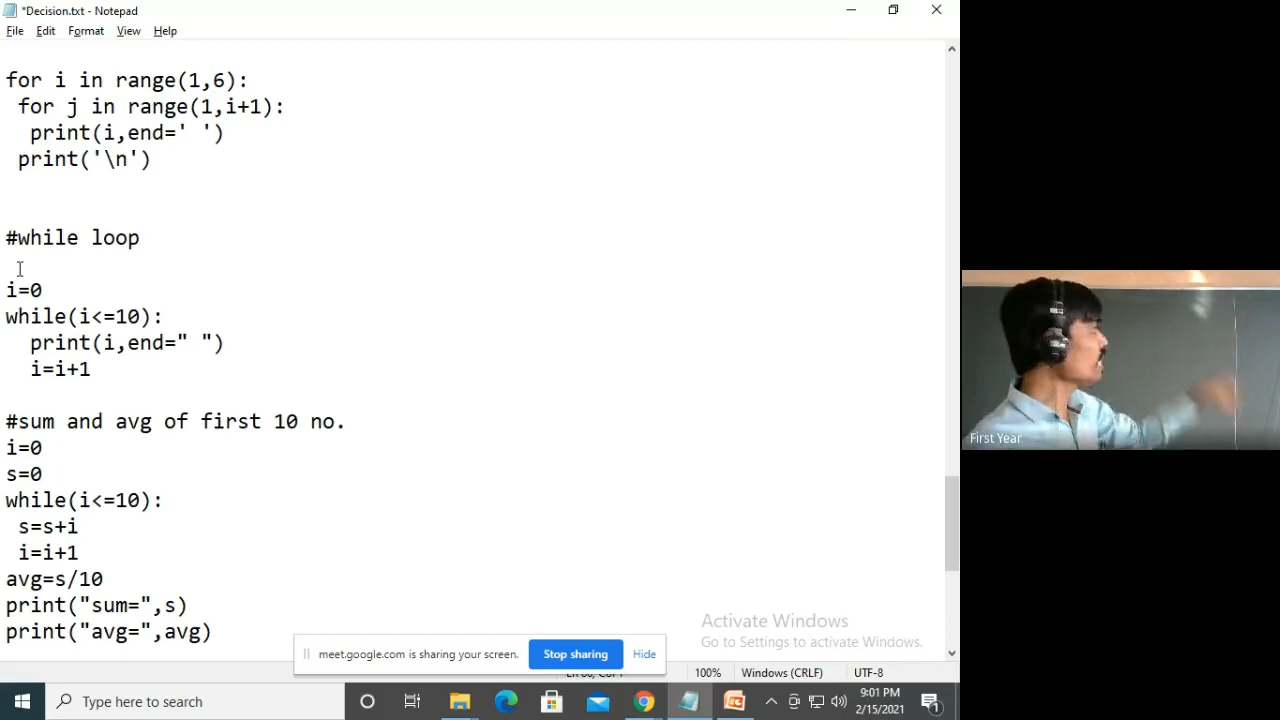 *Decision.txt - Notepad
File Edit Format View Help
for i in range(1,6):
 for j in range(1,i+1):
  print(i,end=' ')
 print('\n')
#while loop
i=0
while(i<=10):
  print(i,end=" ")
  i=i+1
#sum and avg of first 10 no.
i=0
s=0
while(i<=10):
 s=s+i
 i=i+1
avg=s/10
print("sum=",s)
print("avg=",avg)
First Year
Activate Windows
Go to Settings to activate Windows.
meet.google.com is sharing your screen. Stop sharing Hide
100% Windows (CRLF) UTF-8
Type here to search
9:01 PM
2/15/2021
1